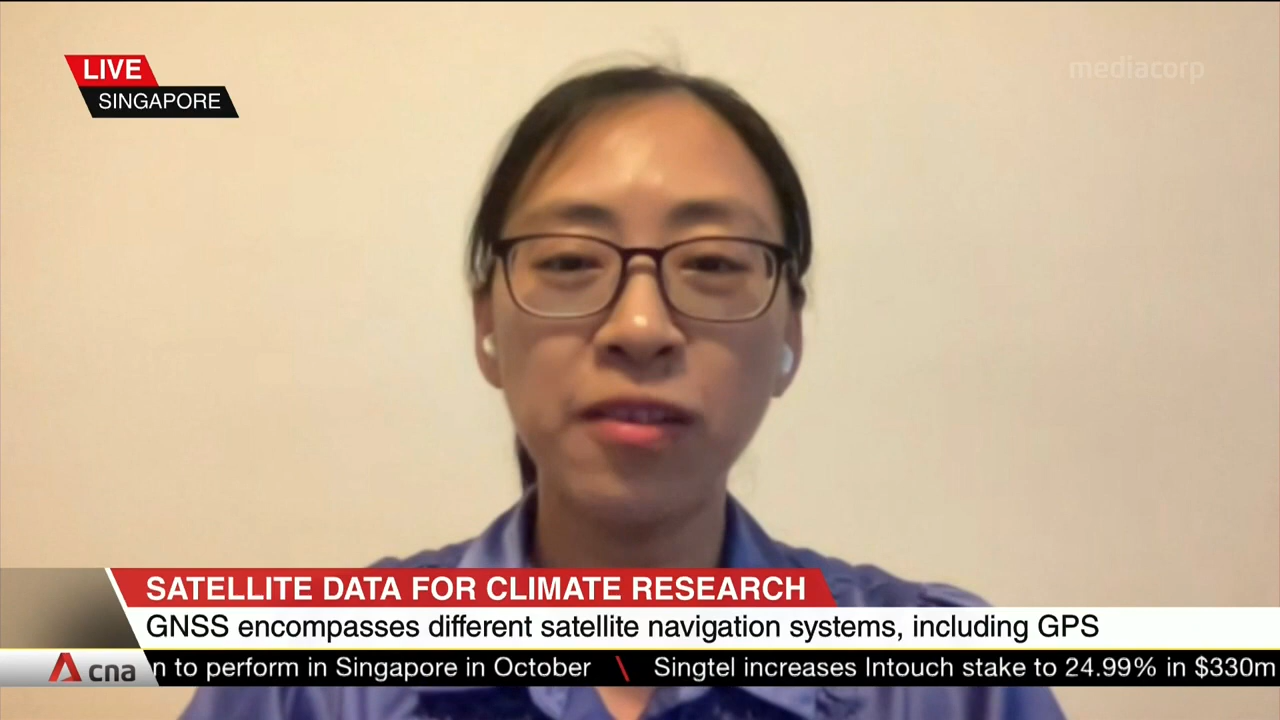 LIVE
SINGAPORE
mediacorp
SATELLITE DATA FOR CLIMATE RESEARCH
GNSS encompasses different satellite navigation systems, including GPS
cna
n to perform in Singapore in October \ Singtel increases Intouch stake to 24.99% in $330m